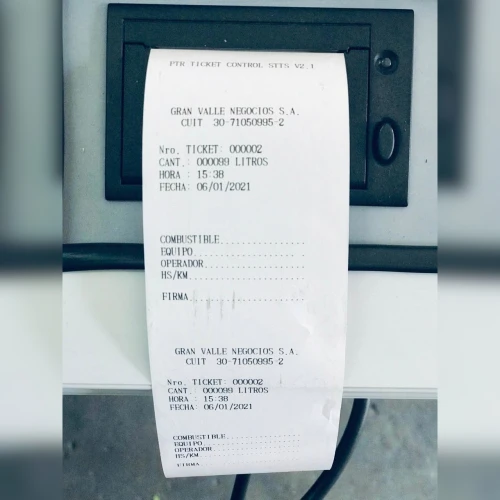 PTR TICKET CONTROL STTS V2.1
GRAN VALLE NEGOCIOS S.A.
CUIT 30-71050995-2
Nro. TICKET: 000002
CANT.: 000099 LITROS
HORA : 15:38
FECHA: 06/01/2021
COMBUSTIBLE....................
EQUIPO.........................
OPERADOR.......................
HS/KM..........................
FIRMA..........................
GRAN VALLE NEGOCIOS S.A.
CUIT 30-71050995-2
Nro. TICKET: 000002
CANT.: 000099 LITROS
HORA : 15:38
FECHA: 06/01/2021
COMBUSTIBLE....................
EQUIPO.........................
OPERADOR.......................
HS/KM..........................
FIRMA